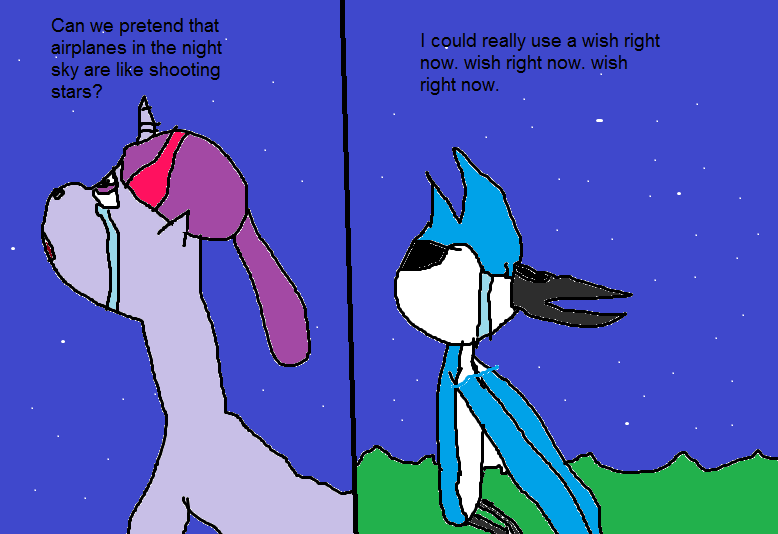 Can we pretend that
airplanes in the night
sky are like shooting
stars?
I could really use a wish right
now. wish right now. wish
right now.